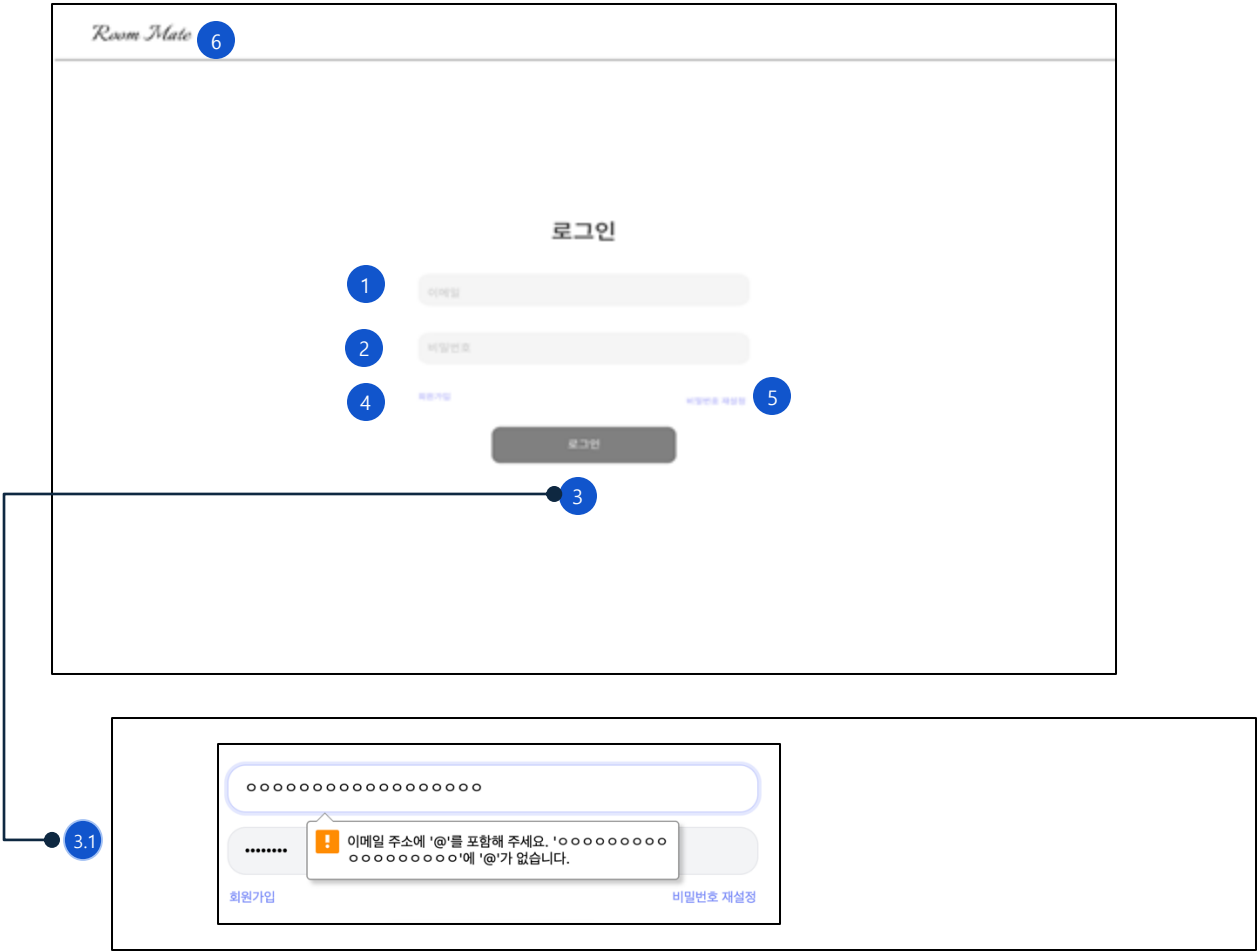 Room Mate 6
로그인
1 이메일
2 비밀번호
4 회원가입 비밀번호 재설정 5
로그인
3
ㅇㅇㅇㅇㅇㅇㅇㅇㅇㅇㅇㅇㅇㅇㅇㅇㅇㅇ
3.1
••••••••
! 이메일 주소에 '@'를 포함해 주세요. 'ㅇㅇㅇㅇㅇㅇㅇㅇㅇ
ㅇㅇㅇㅇㅇㅇㅇㅇㅇ'에 '@'가 없습니다.
회원가입 비밀번호 재설정